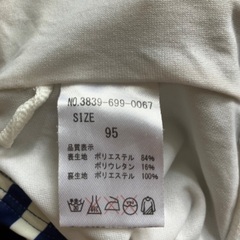 NO.3839-699-0067
SIZE
95
品質表示
表生地 ポリエステル 84%
ポリウレタン 16%
裏生地 ポリエステル 100%